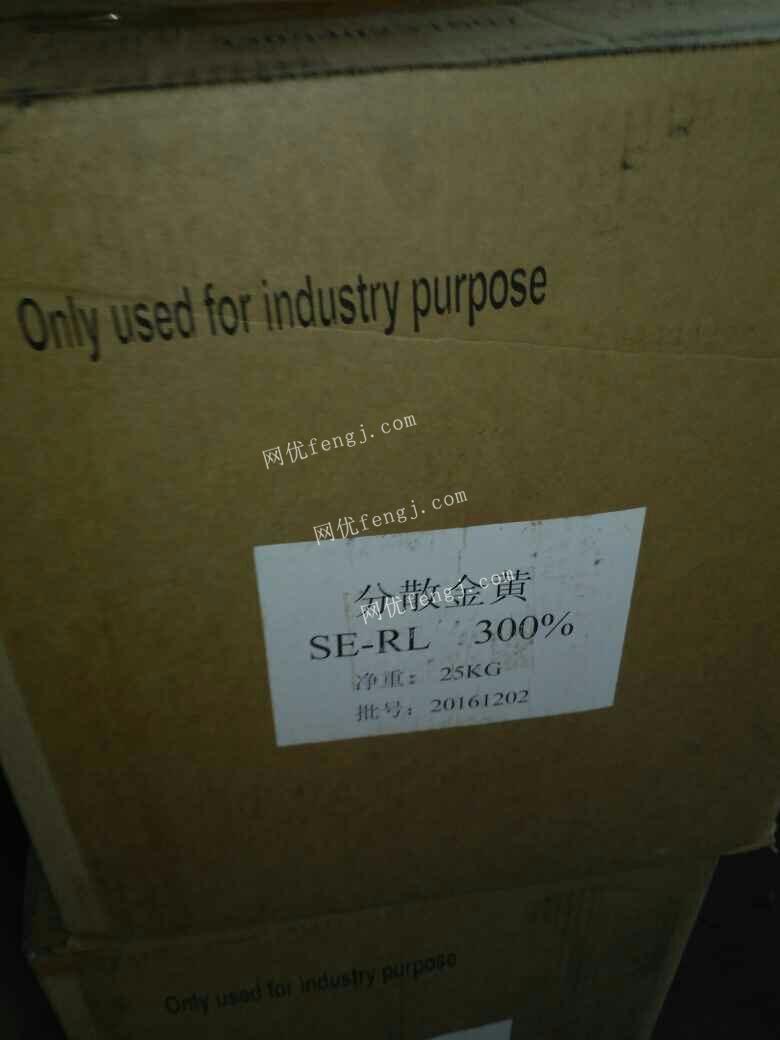 Only used for industry purpose
网优fengj.com
网优fengj.com
分散金黄
网优fengj.com
SE-RL 300%
净重: 25KG
批号: 20161202
Only used for industry purpose